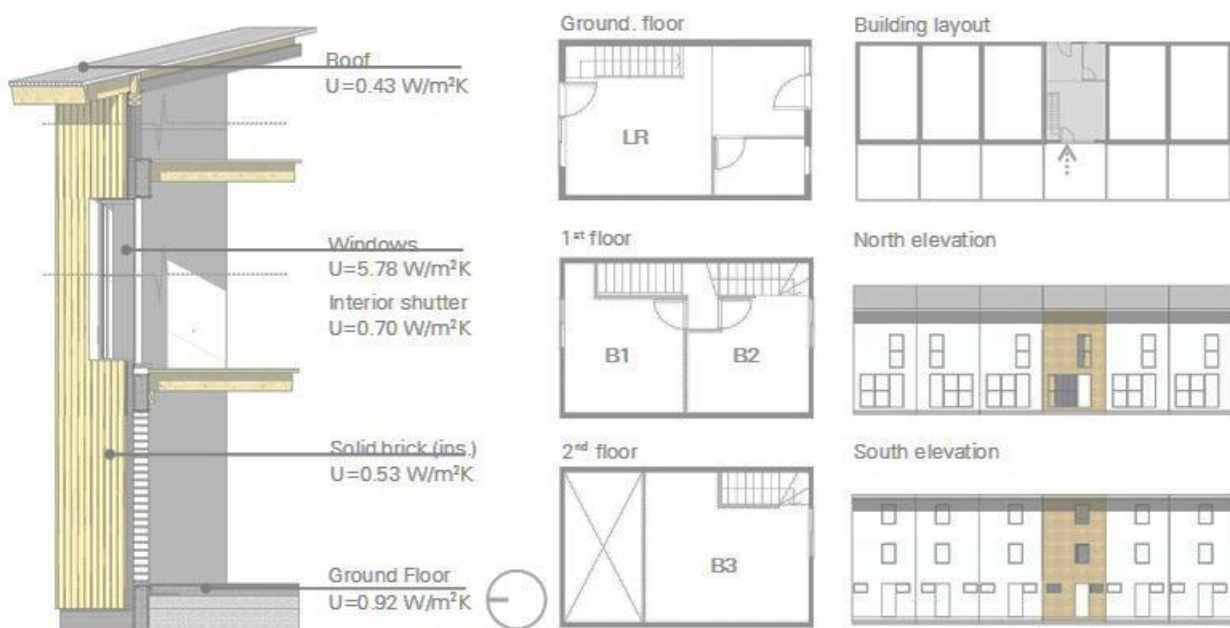 Roof
U=0.43 W/m²K
Windows
U=5.78 W/m²K
Interior shutter
U=0.70 W/m²K
Solid brick (ins.)
U=0.53 W/m²K
Ground Floor
U=0.92 W/m²K
Ground. floor
LR
1st floor
B1 B2
2nd floor
B3
Building layout
North elevation
South elevation